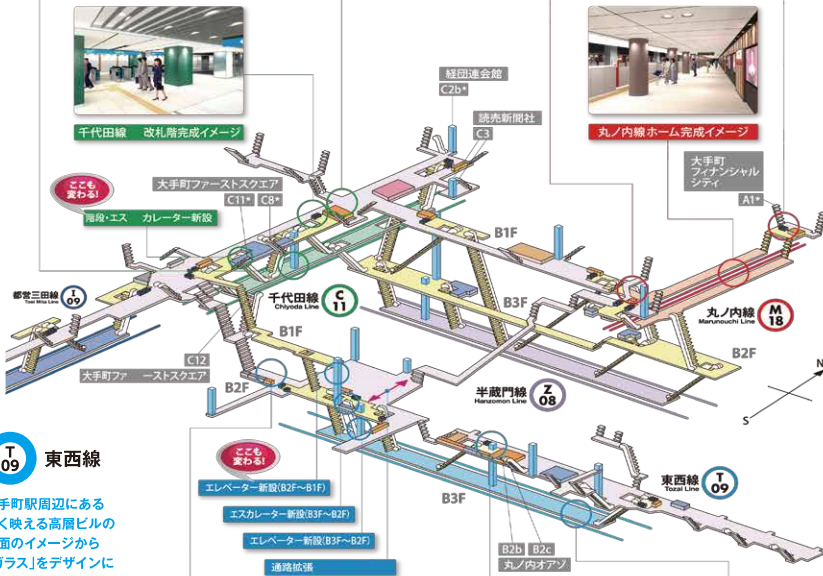 千代田線 改札階完成イメージ
丸ノ内線ホーム完成イメージ
経団連会館
C2b*
読売新聞社
C3
大手町
フィナンシャル
シティ
A1*
大手町ファーストスクエア
C11* C8*
ここも
変わる!
階段・エス カレーター新設
B1F
B3F
都営三田線
Toei Mita Line
T
09
千代田線
Chiyoda Line
C
11
丸ノ内線
Marunouchi Line
M
18
B1F
B2F
C12
大手町ファ ーストスクエア
B2F
半蔵門線
Hanzomon Line
Z
08
N
S
T
09
東西線
ここも
変わる!
手町駅周辺にある
く映える高層ビルの
面のイメージから
ガラス」をデザインに
エレベーター新設(B2F〜B1F)
エスカレーター新設(B3F〜B2F)
エレベーター新設(B3F〜B2F)
通路拡張
B3F
東西線
Tozai Line
T
09
B2b B2c
丸ノ内オアゾ